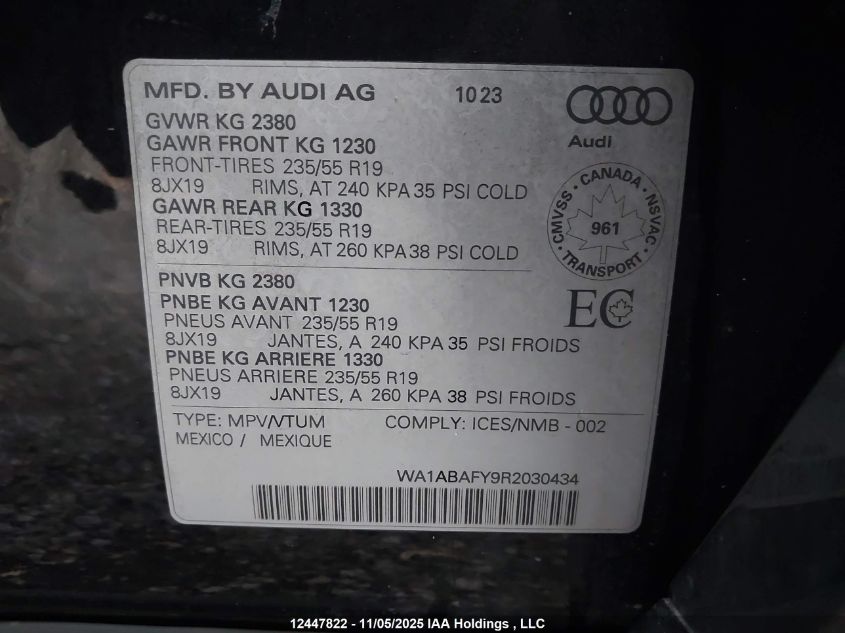 MFD. BY AUDI AG 1023
Audi
GVWR KG 2380
GAWR FRONT KG 1230
FRONT-TIRES 235/55 R19
8JX19 RIMS, AT 240 KPA 35 PSI COLD
GAWR REAR KG 1330
REAR-TIRES 235/55 R19
8JX19 RIMS, AT 260 KPA 38 PSI COLD
CMVSS · CANADA · NSVAC · TRANSPORT ·
961
PNVB KG 2380
PNBE KG AVANT 1230
PNEUS AVANT 235/55 R19
8JX19 JANTES, A 240 KPA 35 PSI FROIDS
PNBE KG ARRIERE 1330
PNEUS ARRIERE 235/55 R19
8JX19 JANTES, A 260 KPA 38 PSI FROIDS
EC
TYPE: MPV/VTUM COMPLY: ICES/NMB - 002
MEXICO / MEXIQUE
WA1ABAFY9R2030434
12447822 - 11/05/2025 IAA Holdings , LLC